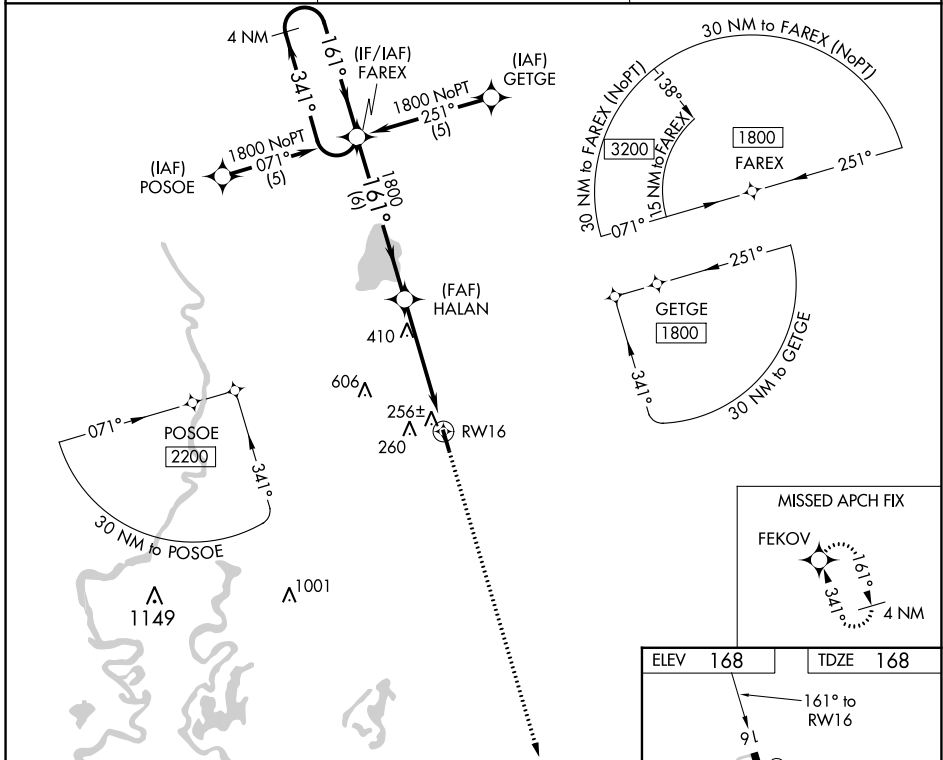 4 NM
161°
341°
(IF/IAF)
FAREX
(IAF)
GETGE
1800 NoPT
251°
(5)
(IAF)
POSOE
1800 NoPT
071°
(5)
1800
161°
(6)
(FAF)
HALAN
410
606
256±
260
RW16
30 NM to FAREX (NoPT)
30 NM to FAREX (NoPT)
138°
15 NM to FAREX
3200
1800
FAREX
251°
071°
251°
GETGE
1800
341°
30 NM to GETGE
071°
POSOE
2200
341°
30 NM to POSOE
1149
1001
MISSED APCH FIX
FEKOV
161°
341°
4 NM
ELEV 168
TDZE 168
161° to
RW16
16